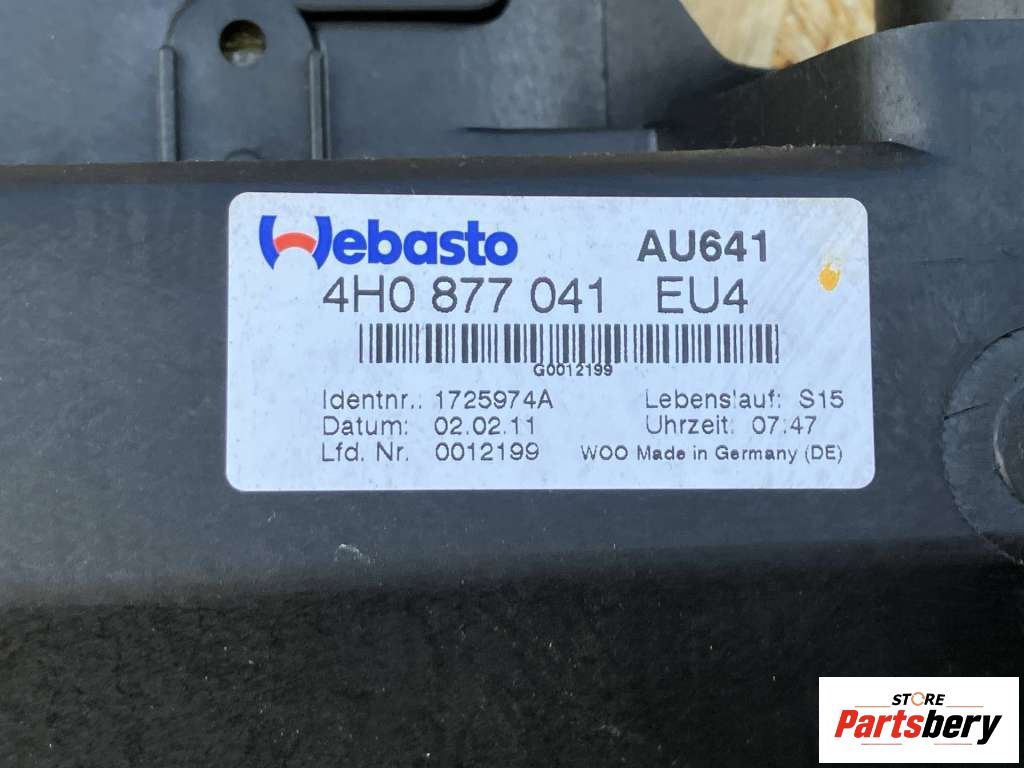 Webasto AU641
4H0 877 041 EU4
G0012199
Identnr.: 1725974A Lebenslauf: S15
Datum: 02.02.11 Uhrzeit: 07:47
Lfd. Nr. 0012199 WOO Made in Germany (DE)
STORE
Partsbery